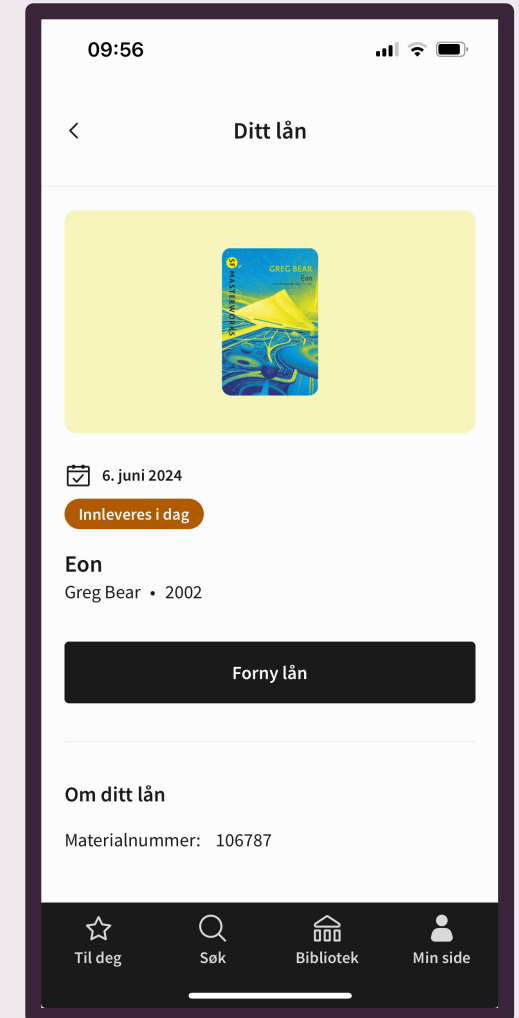 09:56
Ditt lån
SF MASTERWORKS
GREG BEAR
Eon
6. juni 2024
Innleveres i dag
Eon
Greg Bear • 2002
Forny lån
Om ditt lån
Materialnummer: 106787
Til deg
Søk
Bibliotek
Min side